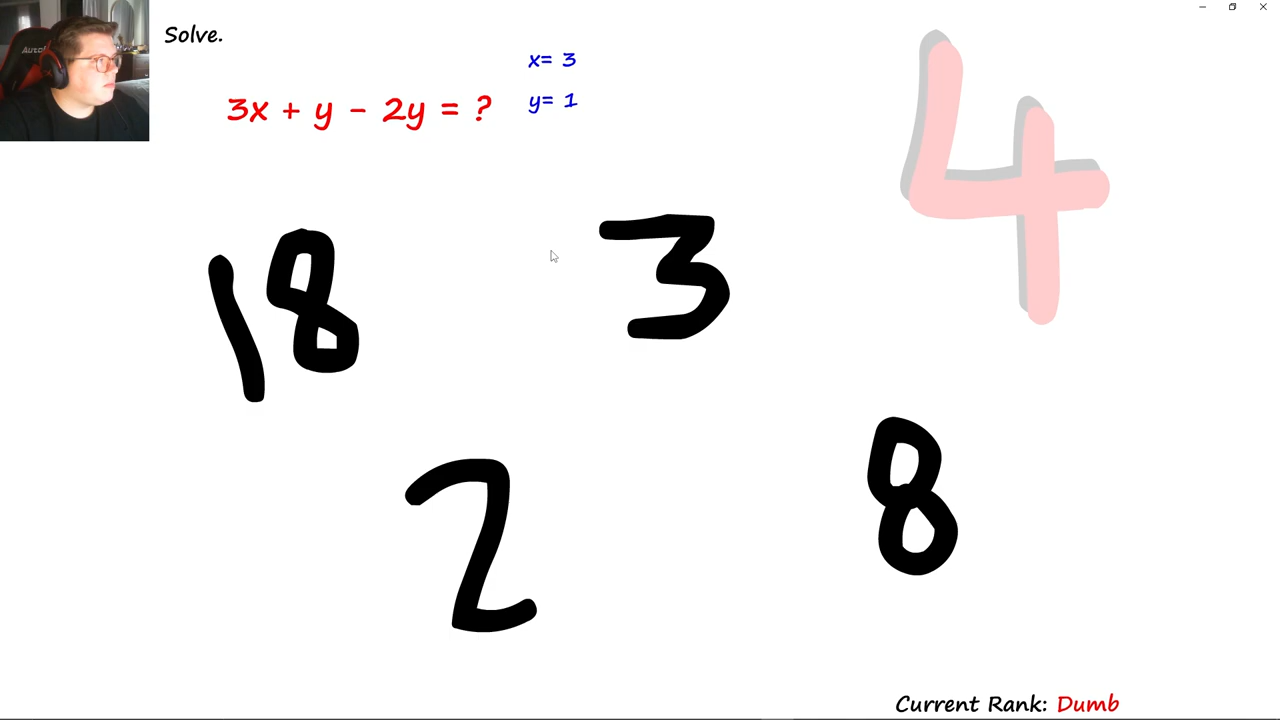 Solve.
x= 3
3x + y - 2y = ?
y= 1
4
18
3
2
8
Current Rank: Dumb